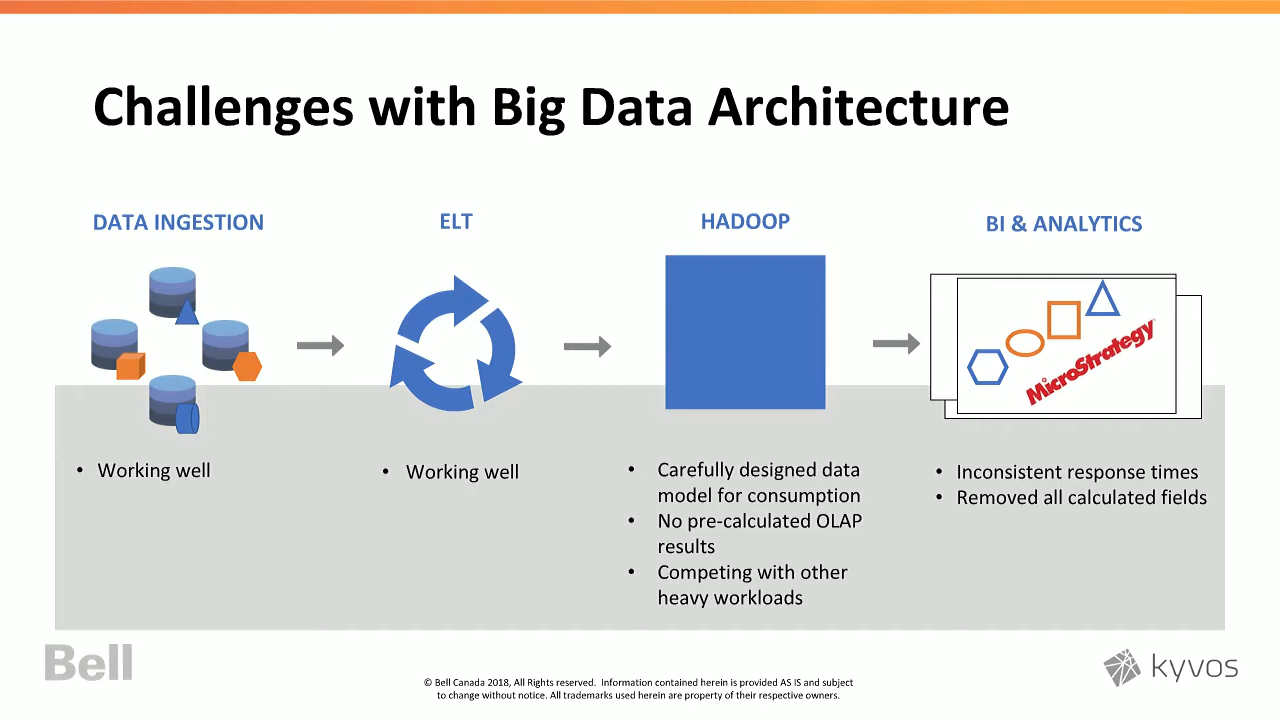 Challenges with Big Data Architecture
DATA INGESTION
ELT
HADOOP
BI & ANALYTICS
MicroStrategy
• Working well
• Working well
• Carefully designed data
model for consumption
• No pre-calculated OLAP
results
• Competing with other
heavy workloads
• Inconsistent response times
• Removed all calculated fields
Bell
© Bell Canada 2018, All Rights reserved. Information contained herein is provided AS IS and subject
to change without notice. All trademarks used herein are property of their respective owners.
kyvos